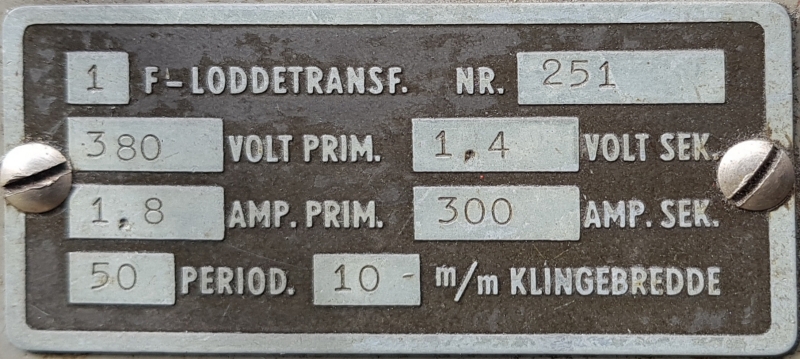 1 F-LODDETRANSF. NR. 251
380 VOLT PRIM. 1,4 VOLT SEK.
1,8 AMP. PRIM. 300 AMP. SEK.
50 PERIOD. 10- m/m KLINGEBREDDE